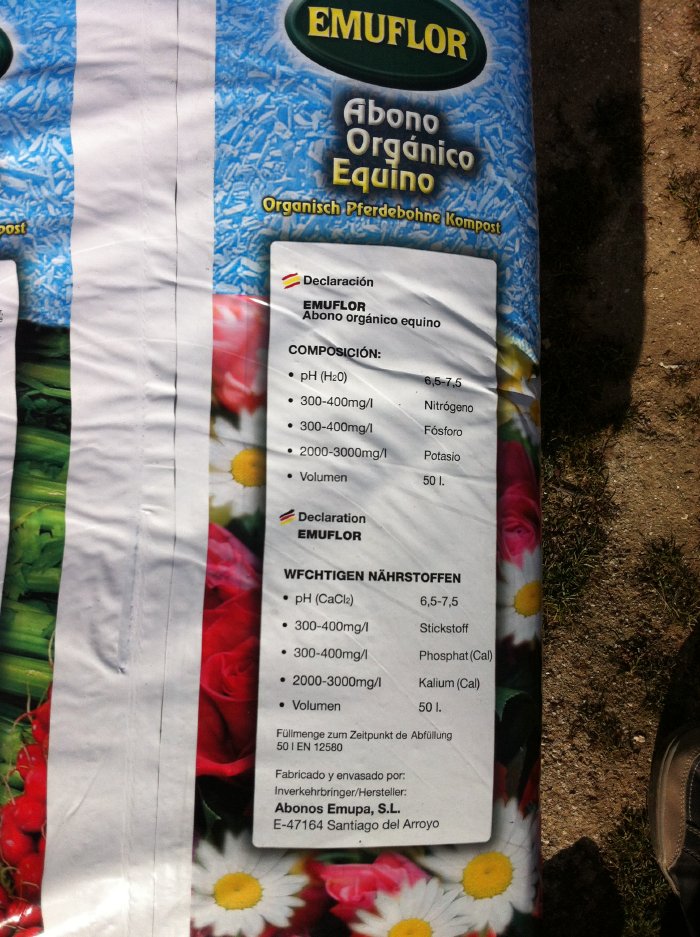 EMUFLOR
Abono
Orgánico
Equino
Organisch Pferdebohne Kompost
post
Declaración
EMUFLOR
Abono orgánico equino
COMPOSICIÓN:
• pH (H₂0) 6,5-7,5
• 300-400mg/l Nitrógeno
• 300-400mg/l Fósforo
• 2000-3000mg/l Potasio
• Volumen 50 l.
Declaration
EMUFLOR
WFCHTIGEN NÄHRSTOFFEN
• pH (CaCl₂) 6,5-7,5
• 300-400mg/l Stickstoff
• 300-400mg/l Phosphat (Cal)
• 2000-3000mg/l Kalium (Cal)
• Volumen 50 l.
Füllmenge zum Zeitpunkt de Abfüllung
50 l EN 12580
Fabricado y envasado por:
Inverkehrbringer/Hersteller:
Abonos Emupa, S.L.
E-47164 Santiago del Arroyo